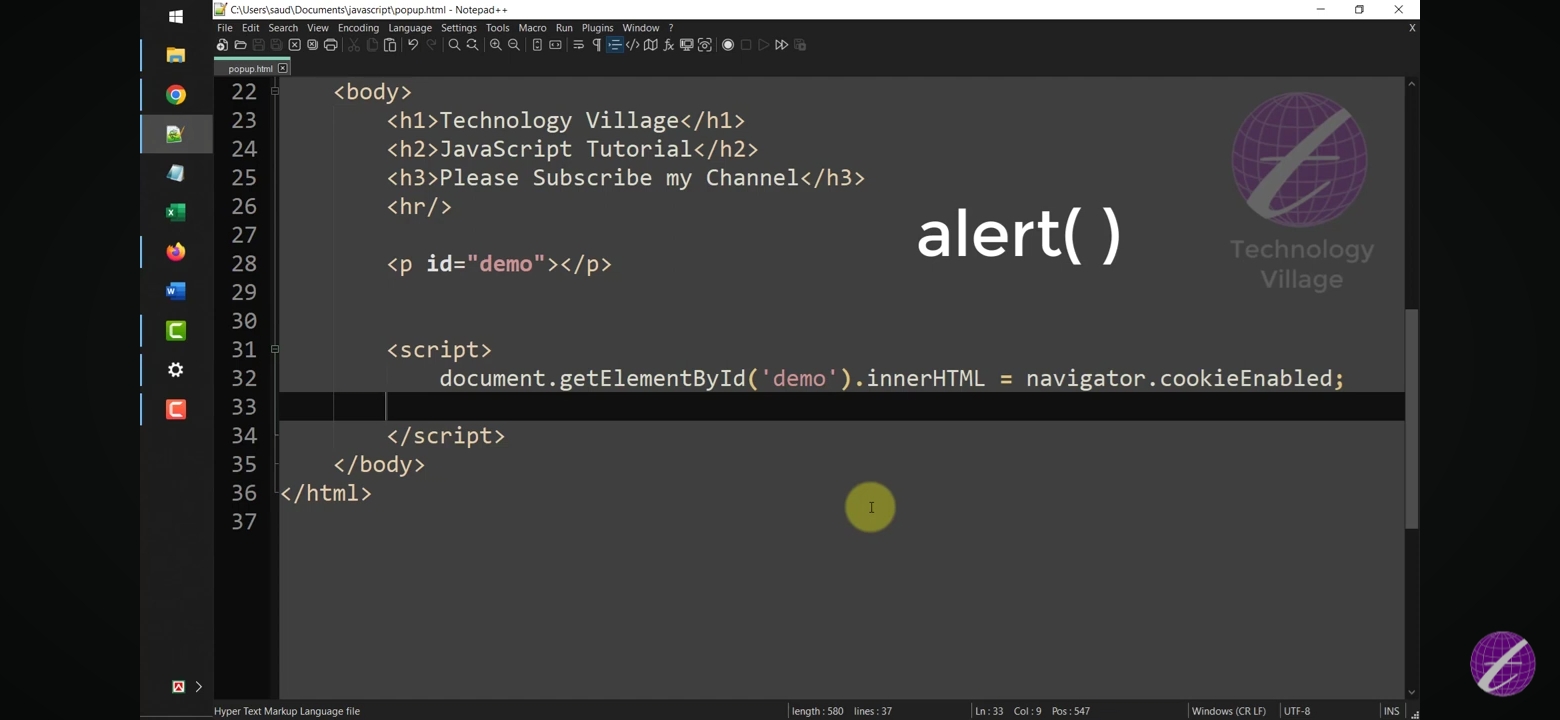 C:\Users\saud\Documents\javascript\popup.html - Notepad++
File Edit Search View Encoding Language Settings Tools Macro Run Plugins Window ? X
popup.html
22 <body>
23 <h1>Technology Village</h1>
24 <h2>JavaScript Tutorial</h2>
25 <h3>Please Subscribe my Channel</h3>
26 <hr/>
27
28 <p id="demo"></p>
29
30
31 <script>
32 document.getElementById('demo').innerHTML = navigator.cookieEnabled;
33
34 </script>
35 </body>
36 </html>
37
alert( )
Technology
Village
Hyper Text Markup Language file length : 580 lines : 37 Ln : 33 Col : 9 Pos : 547 Windows (CR LF) UTF-8 INS